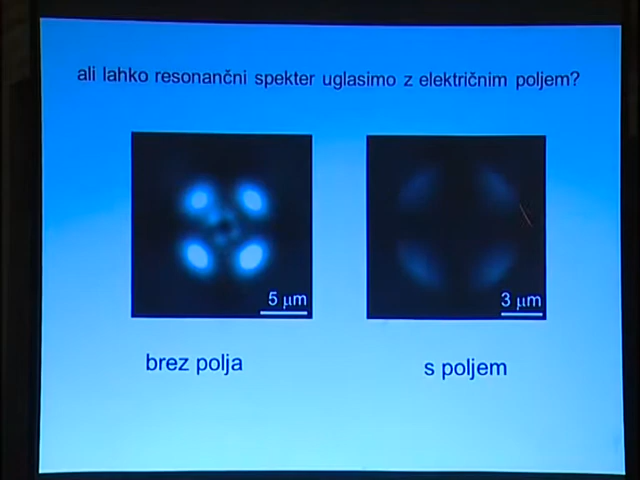 ali lahko resonančni spekter uglasimo z električnim poljem?
5 μm
3 μm
brez polja
s poljem